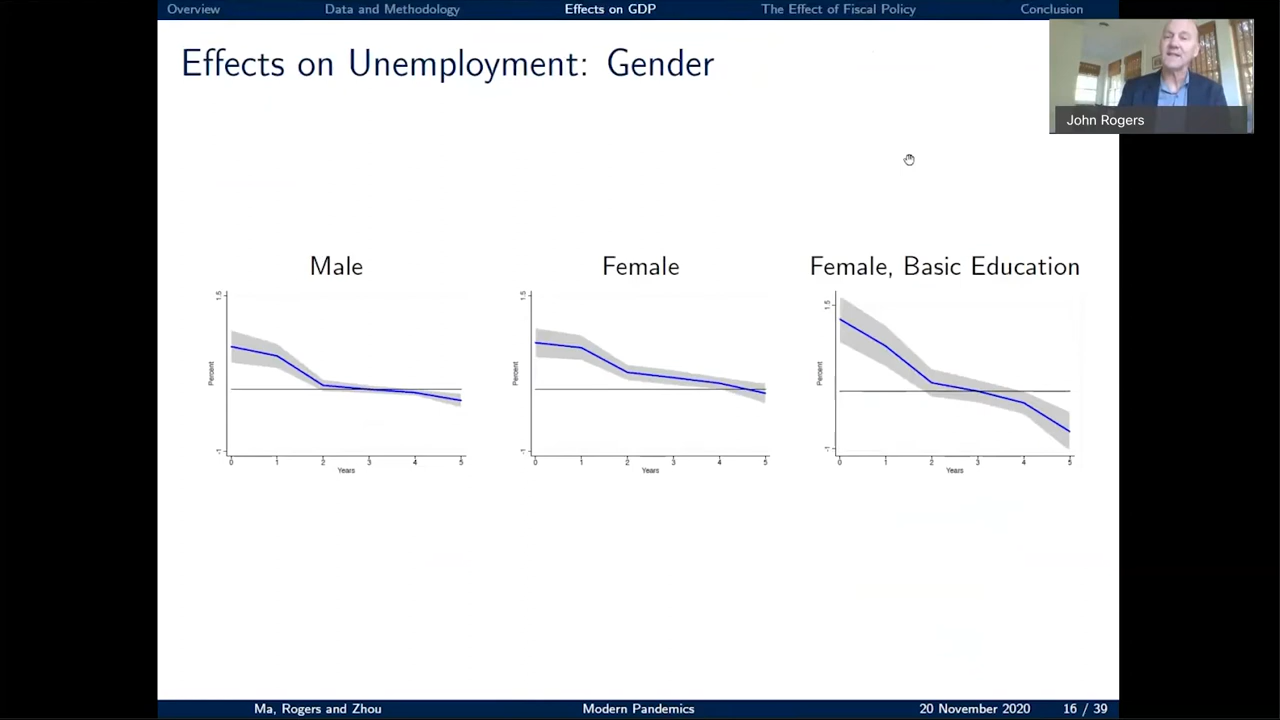 Overview Data and Methodology Effects on GDP The Effect of Fiscal Policy Conclusion
Effects on Unemployment: Gender
John Rogers
Male Female Female, Basic Education
1.5 1.5 1.5
Percent Percent Percent
-1 -1 -1
0 1 2 3 4 5 0 1 2 3 4 5 0 1 2 3 4 5
Years Years Years
Ma, Rogers and Zhou Modern Pandemics 20 November 2020 16 / 39